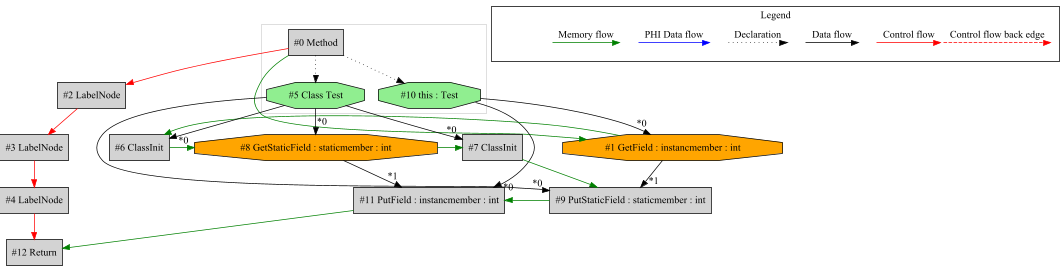 Legend
Memory flow PHI Data flow Declaration Data flow Control flow Control flow back edge
#0 Method
#2 LabelNode
#5 Class Test
#10 this : Test
*0
*0
*0
*0
#3 LabelNode
#6 ClassInit
#8 GetStaticField : staticmember : int
#7 ClassInit
#1 GetField : instancmember : int
*1
*0
*0
*1
#4 LabelNode
#11 PutField : instancmember : int
#9 PutStaticField : staticmember : int
#12 Return